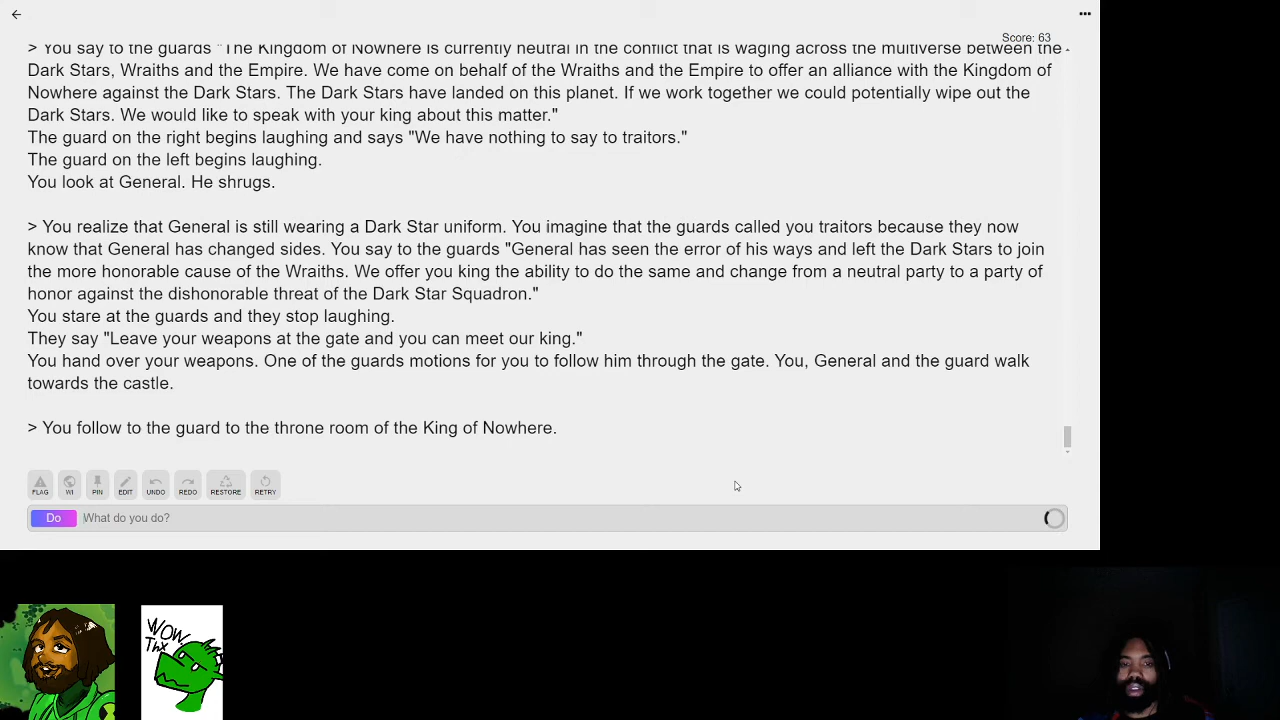 Score: 63
> You say to the guards "The Kingdom of Nowhere is currently neutral in the conflict that is waging across the multiverse between the
Dark Stars, Wraiths and the Empire. We have come on behalf of the Wraiths and the Empire to offer an alliance with the Kingdom of
Nowhere against the Dark Stars. The Dark Stars have landed on this planet. If we work together we could potentially wipe out the
Dark Stars. We would like to speak with your king about this matter."
The guard on the right begins laughing and says "We have nothing to say to traitors."
The guard on the left begins laughing.
You look at General. He shrugs.
> You realize that General is still wearing a Dark Star uniform. You imagine that the guards called you traitors because they now
know that General has changed sides. You say to the guards "General has seen the error of his ways and left the Dark Stars to join
the more honorable cause of the Wraiths. We offer you king the ability to do the same and change from a neutral party to a party of
honor against the dishonorable threat of the Dark Star Squadron."
You stare at the guards and they stop laughing.
They say "Leave your weapons at the gate and you can meet our king."
You hand over your weapons. One of the guards motions for you to follow him through the gate. You, General and the guard walk
towards the castle.
> You follow to the guard to the throne room of the King of Nowhere.
FLAG WI PIN EDIT UNDO REDO RESTORE RETRY
Do What do you do?
WOW
Thx